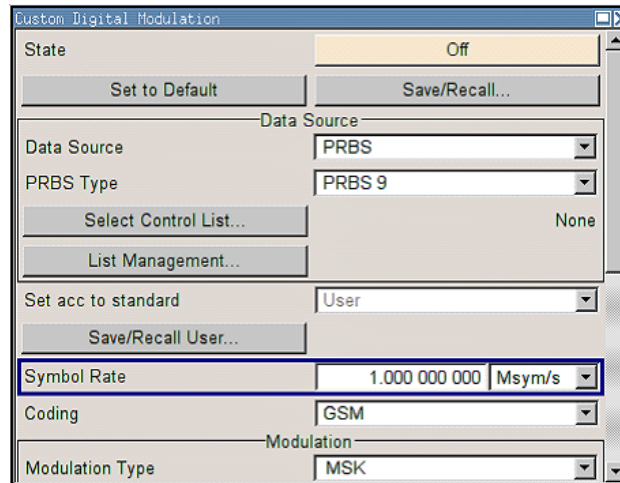 Custom Digital Modulation
State Off
Set to Default Save/Recall...
Data Source
Data Source PRBS
PRBS Type PRBS 9
Select Control List... None
List Management...
Set acc to standard User
Save/Recall User...
Symbol Rate 1.000 000 000 Msym/s
Coding GSM
Modulation
Modulation Type MSK